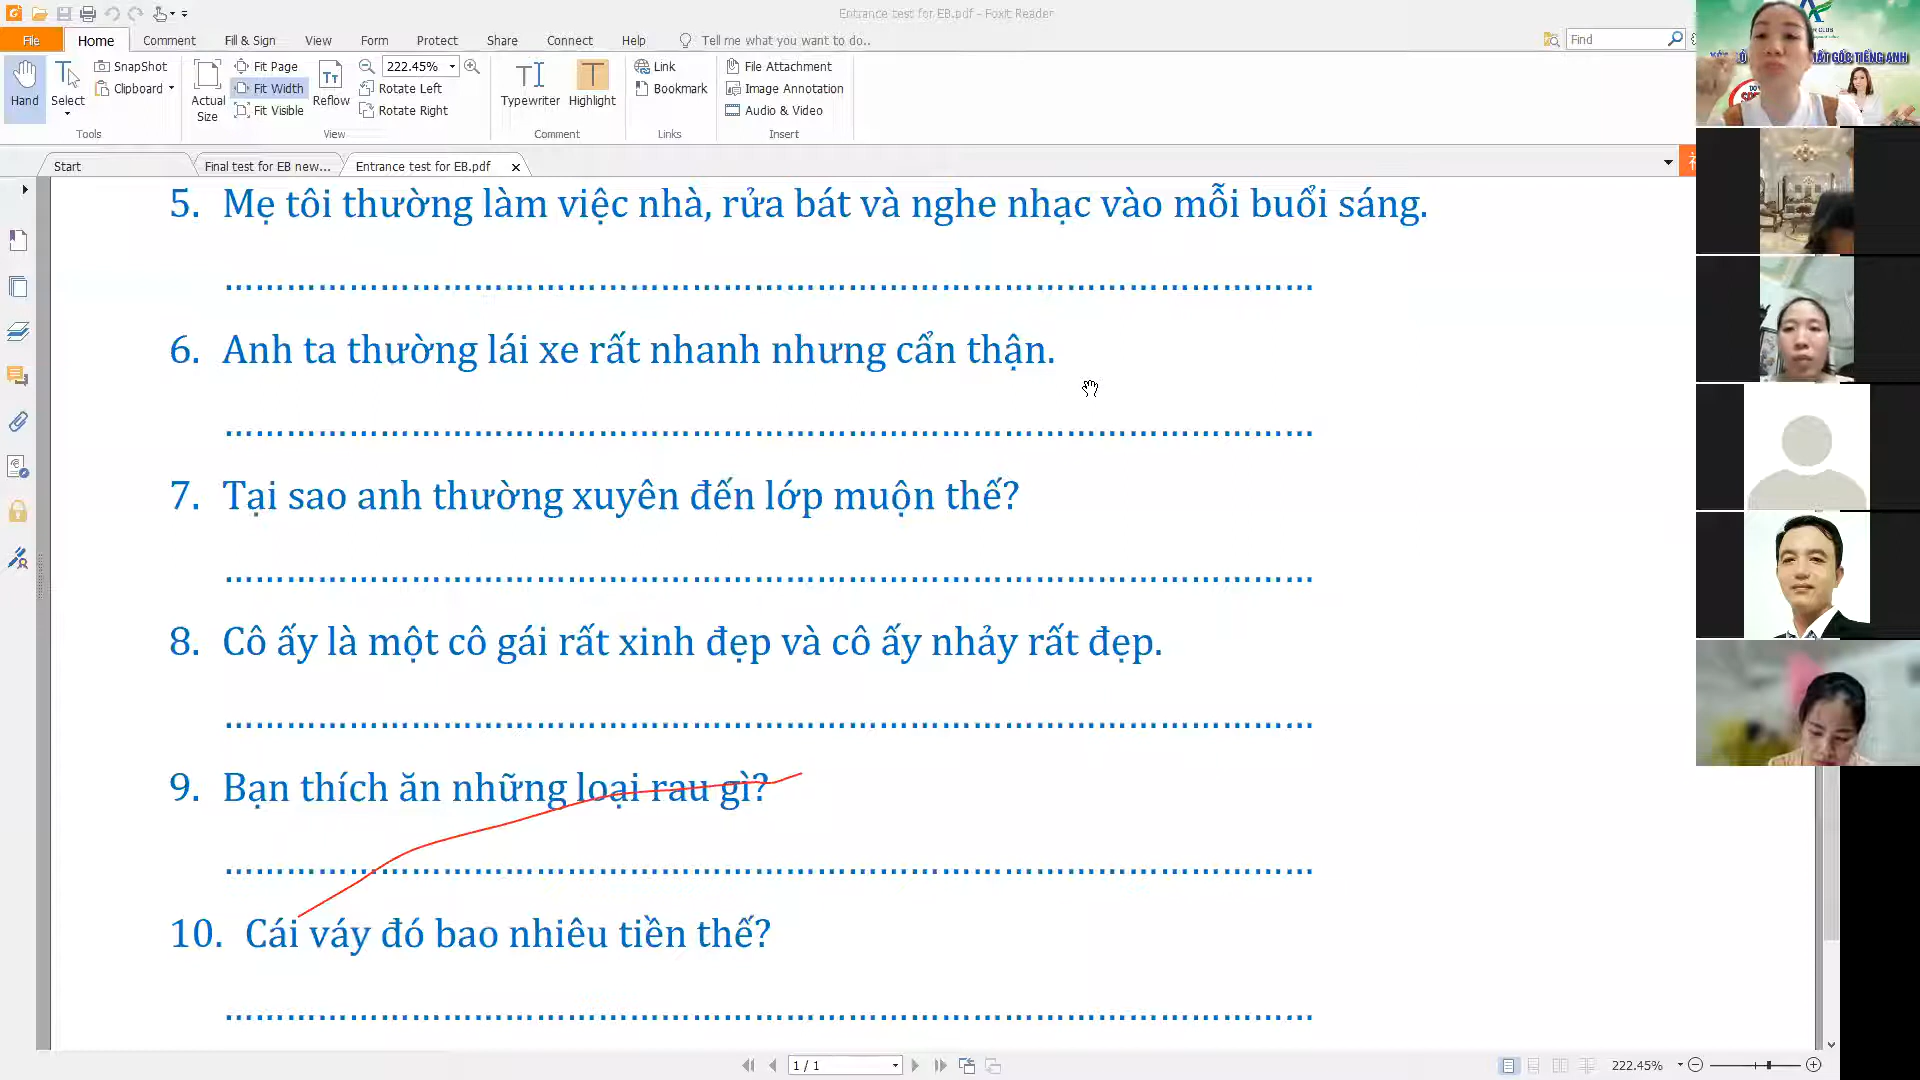 Entrance test for EB.pdf - Foxit Reader
File Home Comment Fill & Sign View Form Protect Share Connect Help Tell me what you want to do.. Find
Hand Select SnapShot Clipboard Actual Size Fit Page Fit Width Fit Visible Reflow 222.45% Rotate Left Rotate Right Typewriter Highlight Link Bookmark File Attachment Image Annotation Audio & Video
Tools View Comment Links Insert
Start Final test for EB new... Entrance test for EB.pdf
5. Mẹ tôi thường làm việc nhà, rửa bát và nghe nhạc vào mỗi buổi sáng.
6. Anh ta thường lái xe rất nhanh nhưng cẩn thận.
7. Tại sao anh thường xuyên đến lớp muộn thế?
8. Cô ấy là một cô gái rất xinh đẹp và cô ấy nhảy rất đẹp.
9. Bạn thích ăn những loại rau gì?
10. Cái váy đó bao nhiêu tiền thế?
1 / 1 222.45%